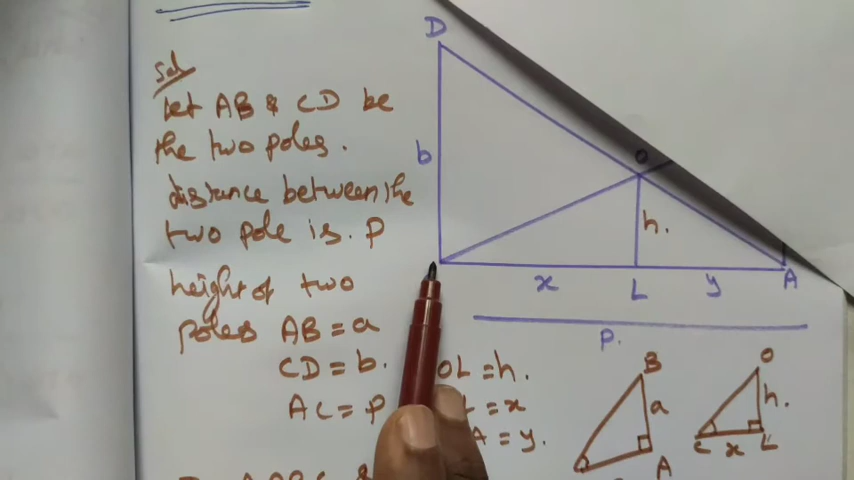 Sol
Let AB & CD be
the two poles.
distance between the
two pole is. P
height of two
poles AB = a
CD = b. OL = h.
AC = P = x
A = y.
D
b
O
h.
x
L
y
A
P.
B
a
A
O
h.
C
x
L